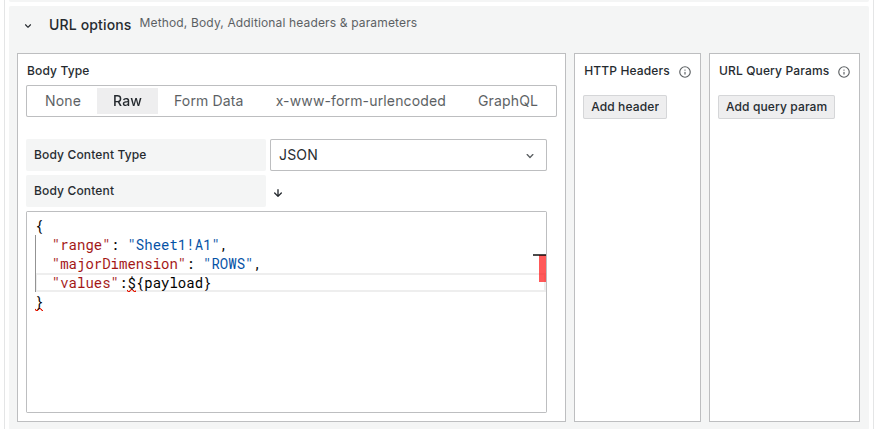 URL options Method, Body, Additional headers & parameters
Body Type
None Raw Form Data x-www-form-urlencoded GraphQL
Body Content Type JSON
Body Content
{
"range": "Sheet1!A1",
"majorDimension": "ROWS",
"values":${payload}
}
HTTP Headers
Add header
URL Query Params
Add query param